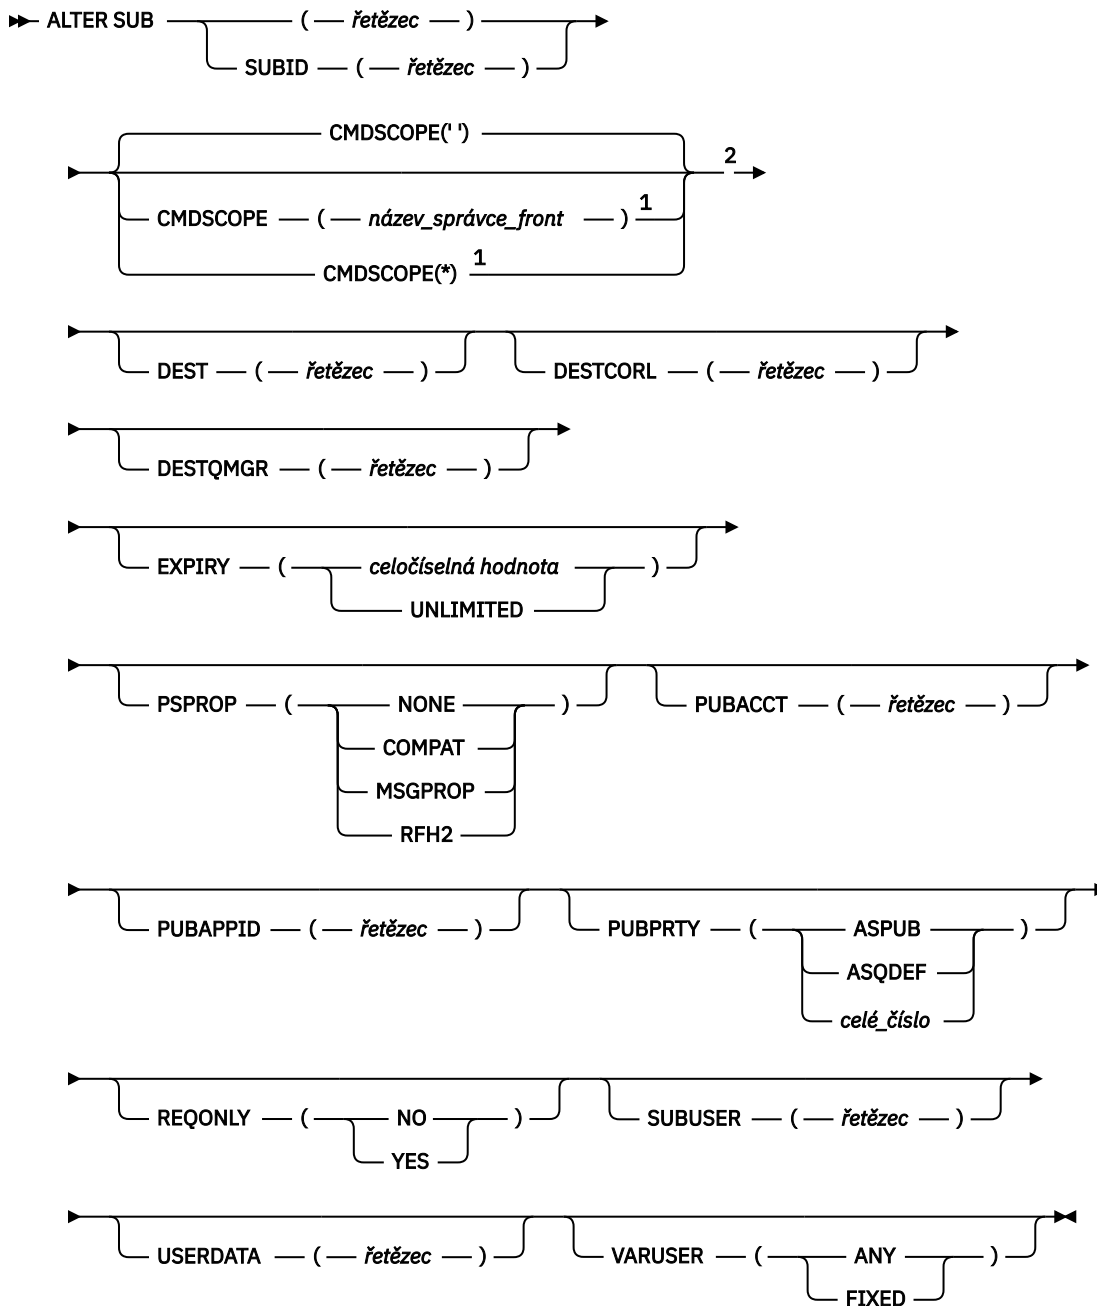 ALTER SUB ( řetězec )
SUBID ( řetězec )
CMDSCOPE(' ')
2
CMDSCOPE ( název_správce_front ) 1
CMDSCOPE(*) 1
DEST ( řetězec ) DESTCORL ( řetězec )
DESTQMGR ( řetězec )
EXPIRY ( celočíselná hodnota )
UNLIMITED
PSPROP ( NONE ) PUBACCT ( řetězec )
COMPAT
MSGPROP
RFH2
PUBAPPID ( řetězec ) PUBPRTY ( ASPUB )
ASQDEF
celé_číslo
REQONLY ( NO ) SUBUSER ( řetězec )
YES
USERDATA ( řetězec ) VARUSER ( ANY )
FIXED